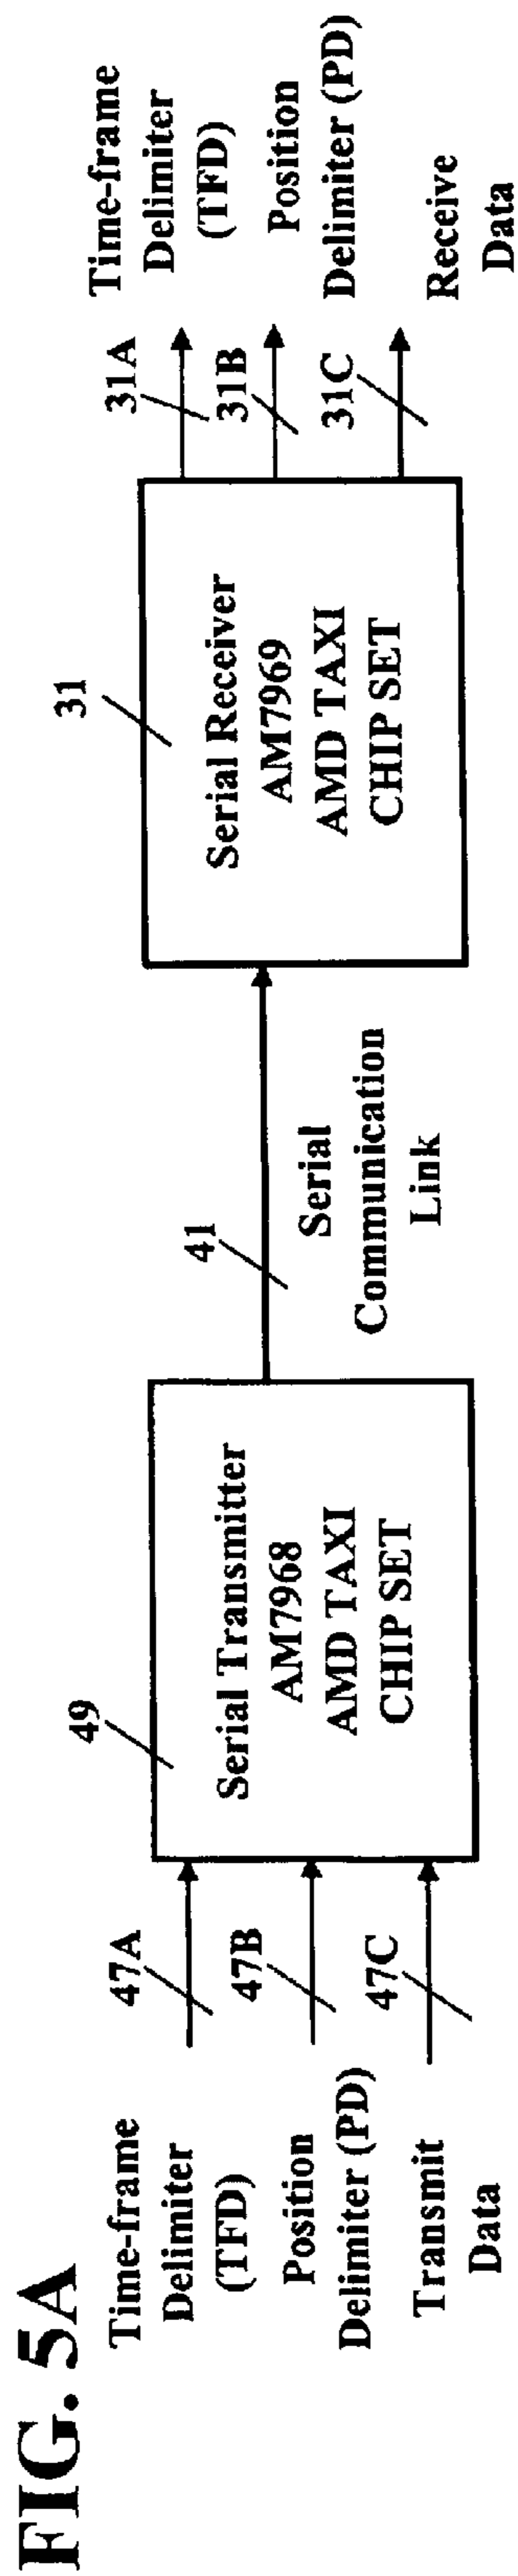 FIG. 5A
Time-frame
Delimiter
(TFD)
Position
Delimiter (PD)
Transmit
Data
47A
47B
47C
49
Serial Transmitter
AM7968
AMD TAXI
CHIP SET
41
Serial
Communication
Link
31
Serial Receiver
AM7969
AMD TAXI
CHIP SET
31A
31B
31C
Time-frame
Delimiter
(TFD)
Position
Delimiter (PD)
Receive
Data